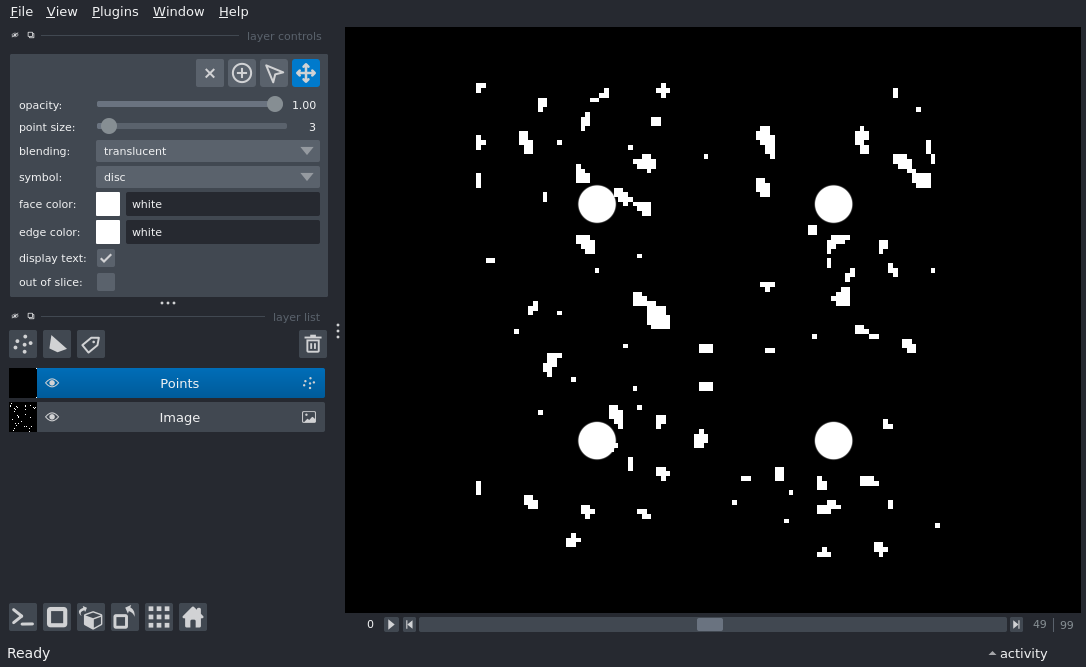 File View Plugins Window Help
layer controls
opacity: 1.00
point size: 3
blending: translucent
symbol: disc
face color: white
edge color: white
display text:
out of slice:
layer list
Points
Image
0 49 | 99
Ready activity